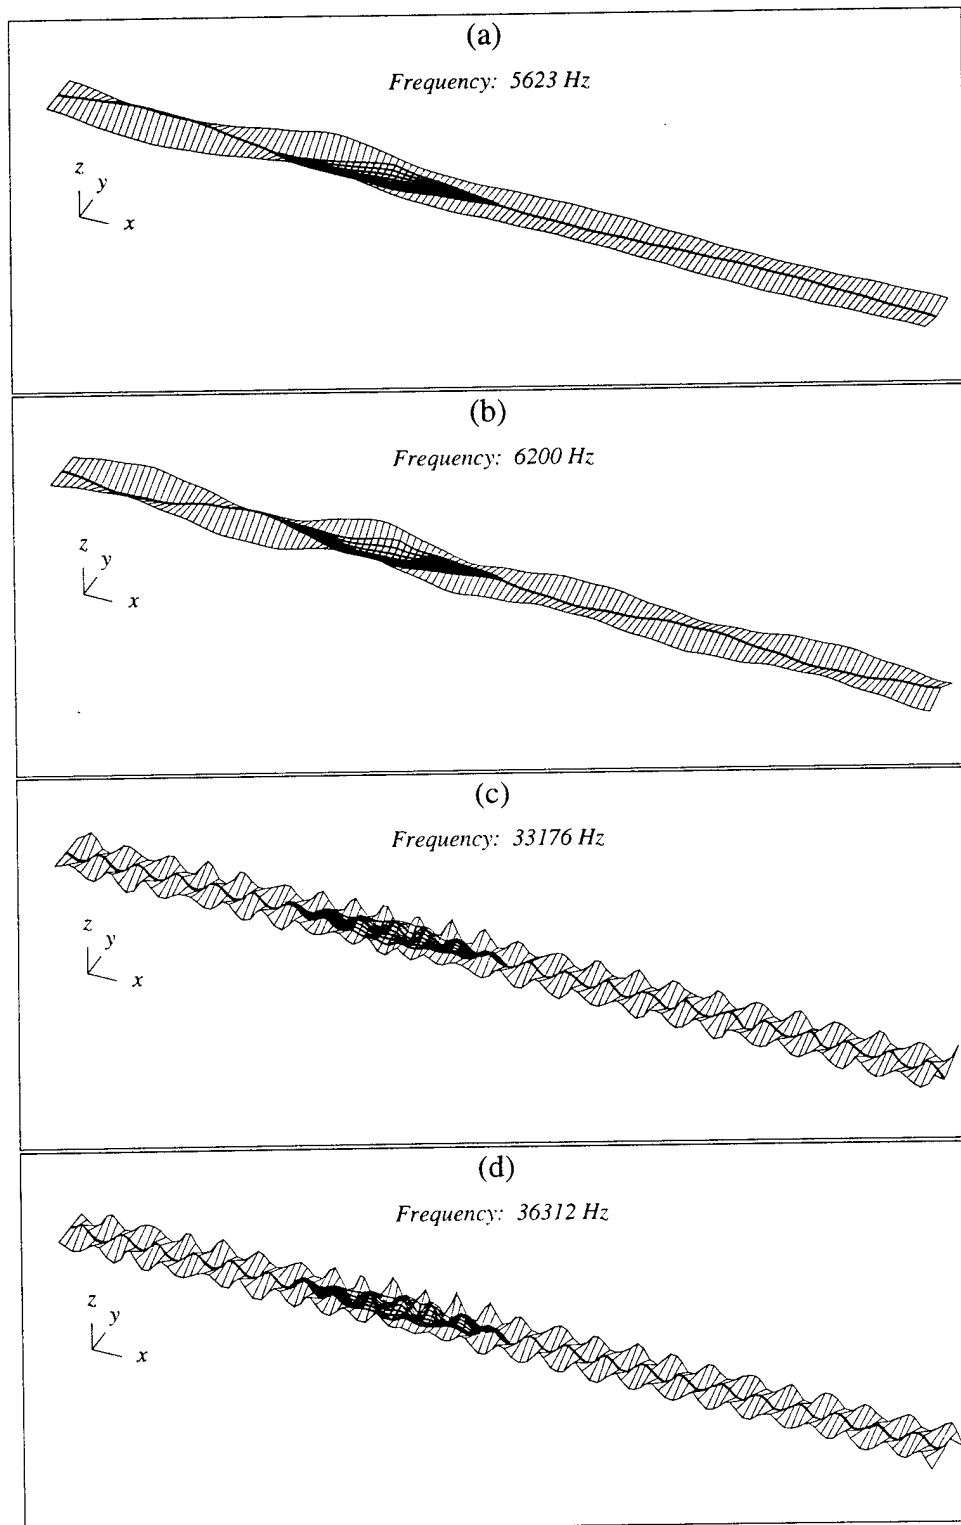 (a)
Frequency: 5623 Hz
z
y
x
(b)
Frequency: 6200 Hz
z
y
x
(c)
Frequency: 33176 Hz
z
y
x
(d)
Frequency: 36312 Hz
z
y
x